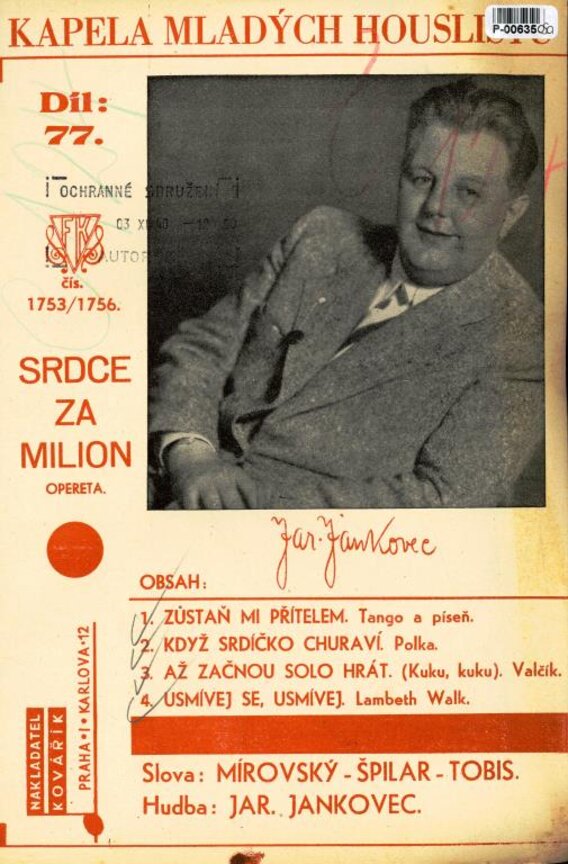 KAPELA MLADÝCH HOUSLISTŮ
P-00635
Díl:
77.
OCHRANNÉ SDRUŽENÍ
03 XII 40
AUTORS
FKV
čís.
1753/1756.
SRDCE
ZA
MILION
OPERETA.
Jar. Jankovec
OBSAH:
1. ZŮSTAŇ MI PŘÍTELEM. Tango a píseň.
2. KDYŽ SRDÍČKO CHURAVÍ. Polka.
3. AŽ ZAČNOU SOLO HRÁT. (Kuku, kuku). Valčík.
4. USMÍVEJ SE, USMÍVEJ. Lambeth Walk.
NAKLADATEL
KOVÁŘÍK
PRAHA • I • KARLOVA • 12
Slova: MÍROVSKÝ - ŠPILAR - TOBIS.
Hudba: JAR. JANKOVEC.